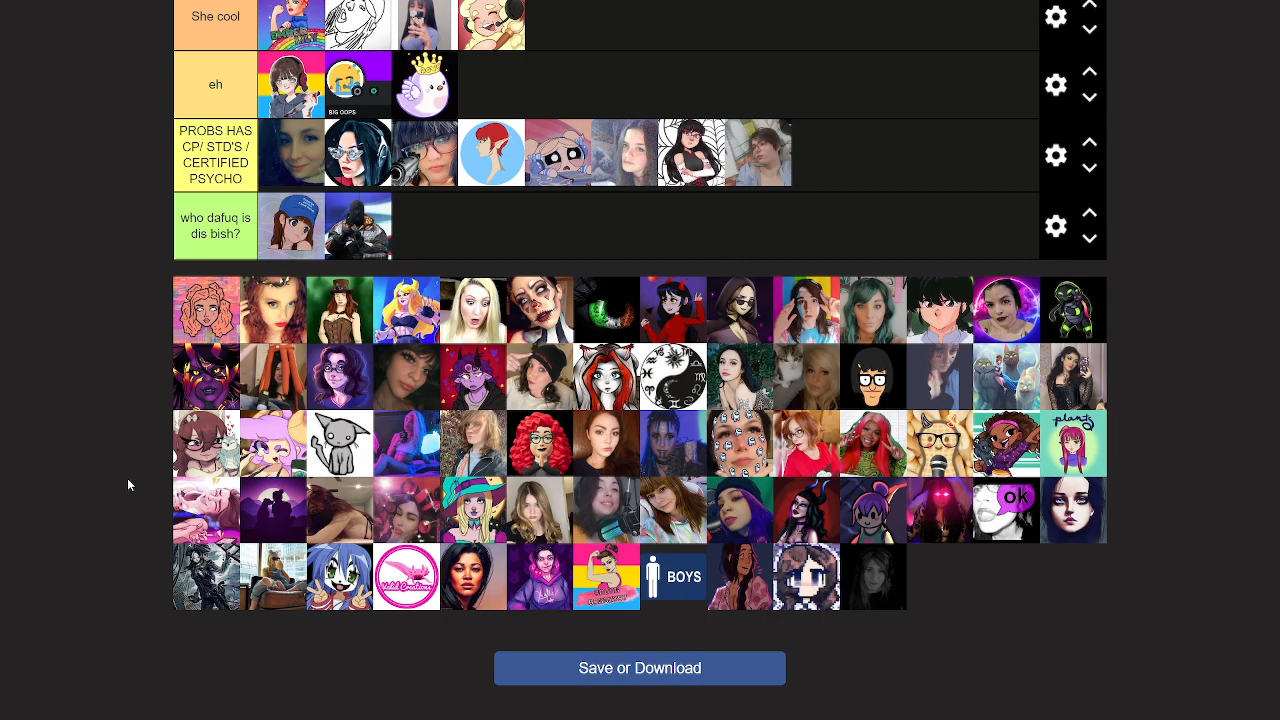 She cool
eh
BIG OOPS
PROBS HAS
CP/ STD'S /
CERTIFIED
PSYCHO
who dafuq is
dis bish?
plants
ok
BOYS
Save or Download